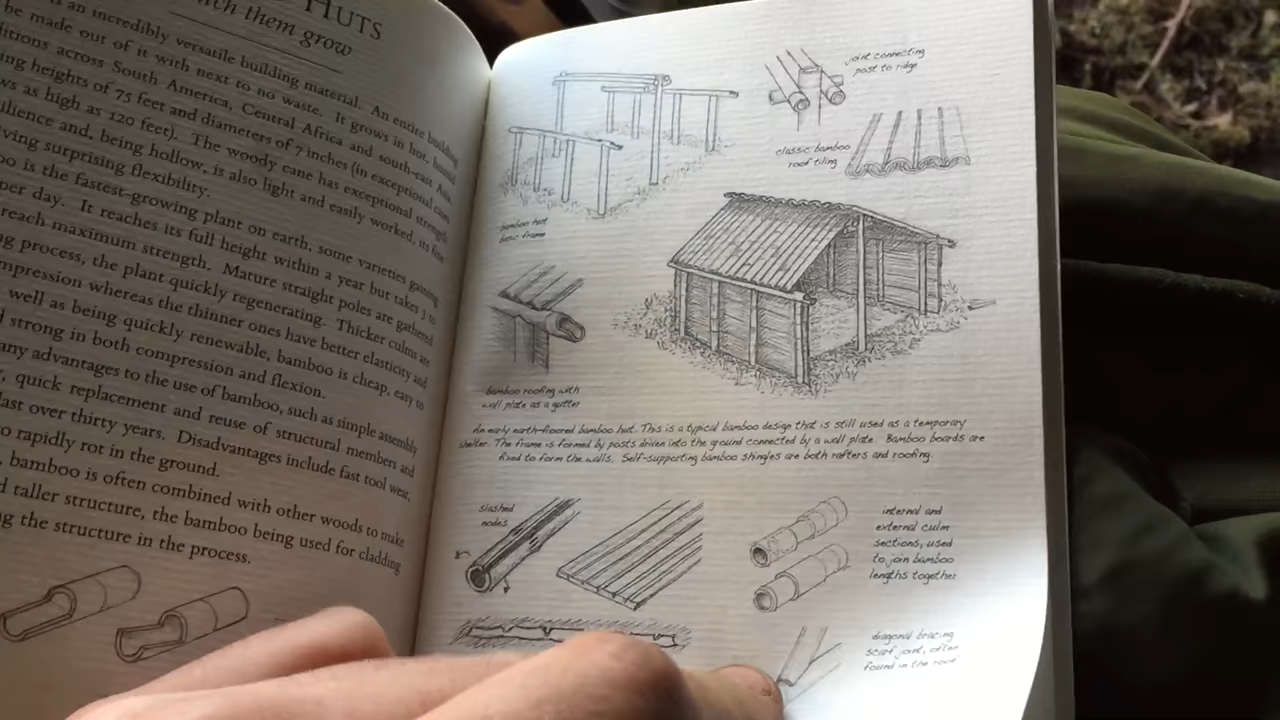 HUTS
them grow
an incredibly versatile building material. An entire building
be made out of it with next to no waste. It grows in hot, humid
across South America, Central Africa and south-east Asia,
heights of 75 feet and diameters of 7 inches (in exceptional cases
as high as 120 feet). The woody cane has exceptional strength
and, being hollow, is also light and easily worked, its
surprising flexibility.
is the fastest-growing plant on earth, some varieties gaining
per day. It reaches its full height within a year but takes 3 to
reach maximum strength. Mature straight poles are gathered
process, the plant quickly regenerating. Thicker culms are
whereas the thinner ones have better elasticity and
strong in both compression and flexion.
well as being quickly renewable, bamboo is cheap, easy to
advantages to the use of bamboo, such as simple assembly
quick replacement and reuse of structural members and
last over thirty years. Disadvantages include fast tool wear,
to rapidly rot in the ground.
bamboo is often combined with other woods to make
taller structure, the bamboo being used for cladding
the structure in the process.
joint connecting
post to ridge
classic bamboo
roof tiling
bamboo hut
basic frame
bamboo roofing with
wall plate as a gutter
An early earth-floored bamboo hut. This is a typical bamboo design that is still used as a temporary
shelter. The frame is formed by posts driven into the ground connected by a wall plate. Bamboo boards are
fixed to form the walls. Self-supporting bamboo shingles are both rafters and roofing.
slashed
nodes
internal and
external culm
sections, used
to join bamboo
lengths together
diagonal bracing
scarf joint, often
found in the roof